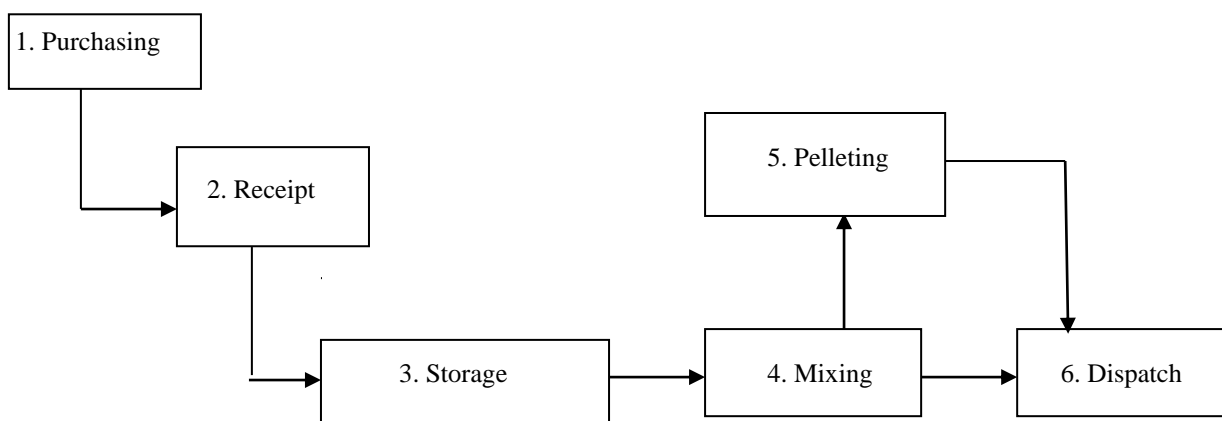 1. Purchasing
2. Receipt
3. Storage
4. Mixing
5. Pelleting
6. Dispatch